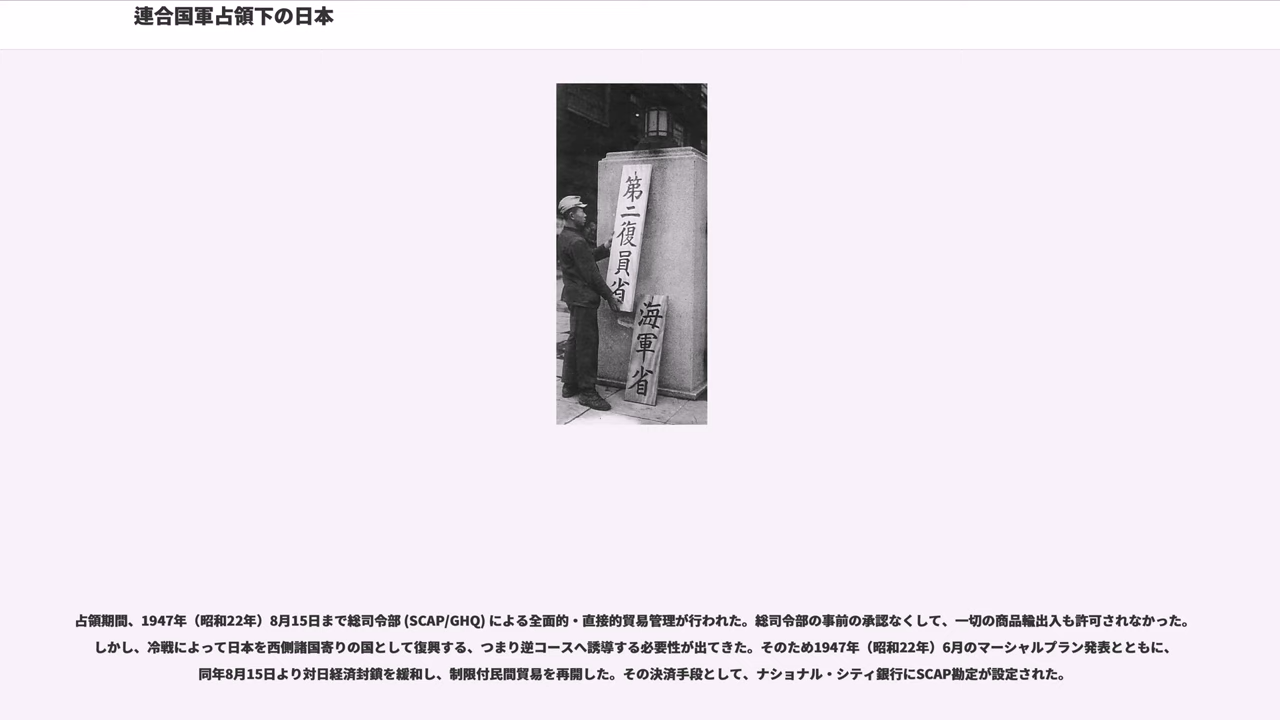 連合国軍占領下の日本
第二復員省
海軍省
占領期間、1947年（昭和22年）8月15日まで総司令部 (SCAP/GHQ) による全面的・直接的貿易管理が行われた。総司令部の事前の承認なくして、一切の商品輸出入も許可されなかった。
しかし、冷戦によって日本を西側諸国寄りの国として復興する、つまり逆コースへ誘導する必要性が出てきた。そのため1947年（昭和22年）6月のマーシャルプラン発表とともに、
同年8月15日より対日経済封鎖を緩和し、制限付民間貿易を再開した。その決済手段として、ナショナル・シティ銀行にSCAP勘定が設定された。